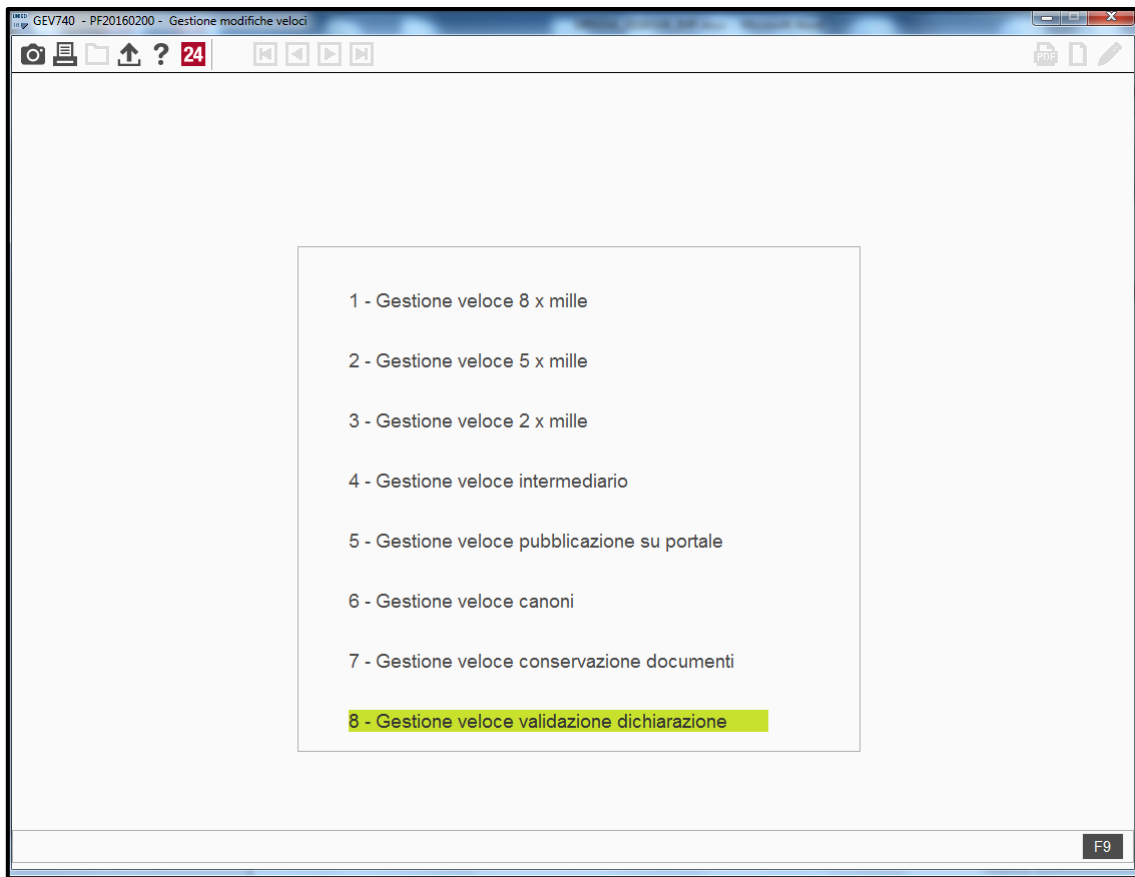 GEV740 - PF20160200 - Gestione modifiche veloci
? 24
PDF
1 - Gestione veloce 8 x mille
2 - Gestione veloce 5 x mille
3 - Gestione veloce 2 x mille
4 - Gestione veloce intermediario
5 - Gestione veloce pubblicazione su portale
6 - Gestione veloce canoni
7 - Gestione veloce conservazione documenti
8 - Gestione veloce validazione dichiarazione
F9